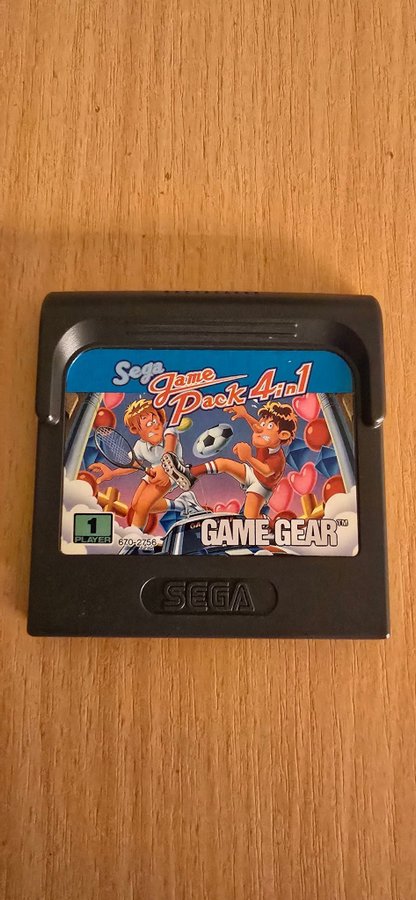 Sega Game
Pack 4 in 1
1
PLAYER
670-2756
GAME GEAR™
SEGA